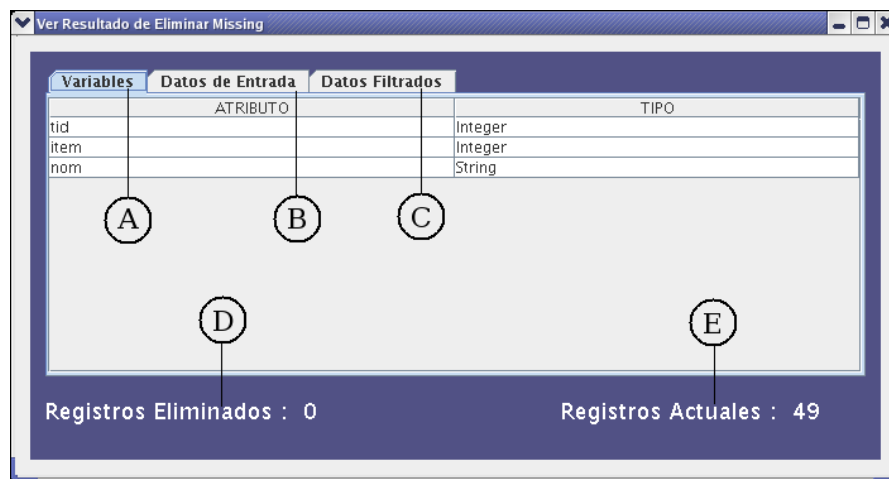 Ver Resultado de Eliminar Missing
Variables Datos de Entrada Datos Filtrados
ATRIBUTO TIPO
tid Integer
item Integer
nom String
A B C
D E
Registros Eliminados : 0 Registros Actuales : 49